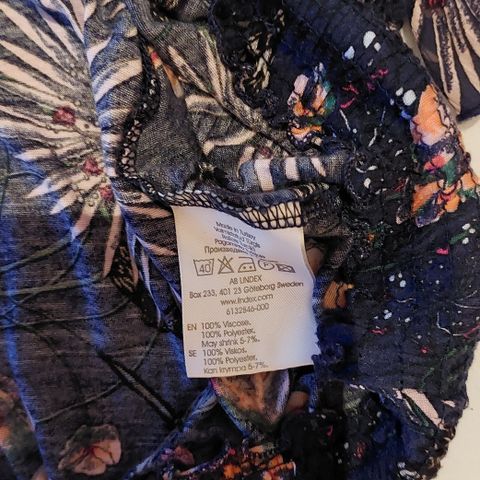 Made in Turkey
40
AB LINDEX
Box 233, 401 23 Göteborg Sweden
www.lindex.com
6132846-000
EN 100% Viscose,
100% Polyester,
May shrink 5-7%.
SE 100% Viskos,
100% Polyester,
Kan krympa 5-7%.